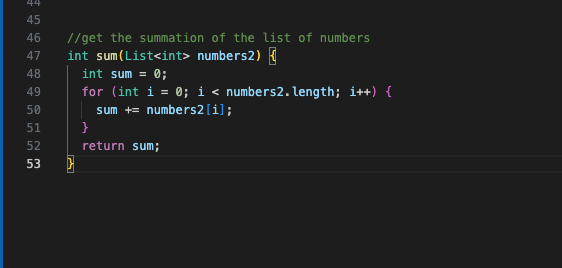 44
45
46 //get the summation of the list of numbers
47 int sum(List<int> numbers2) {
48   int sum = 0;
49   for (int i = 0; i < numbers2.length; i++) {
50     sum += numbers2[i];
51   }
52   return sum;
53 }